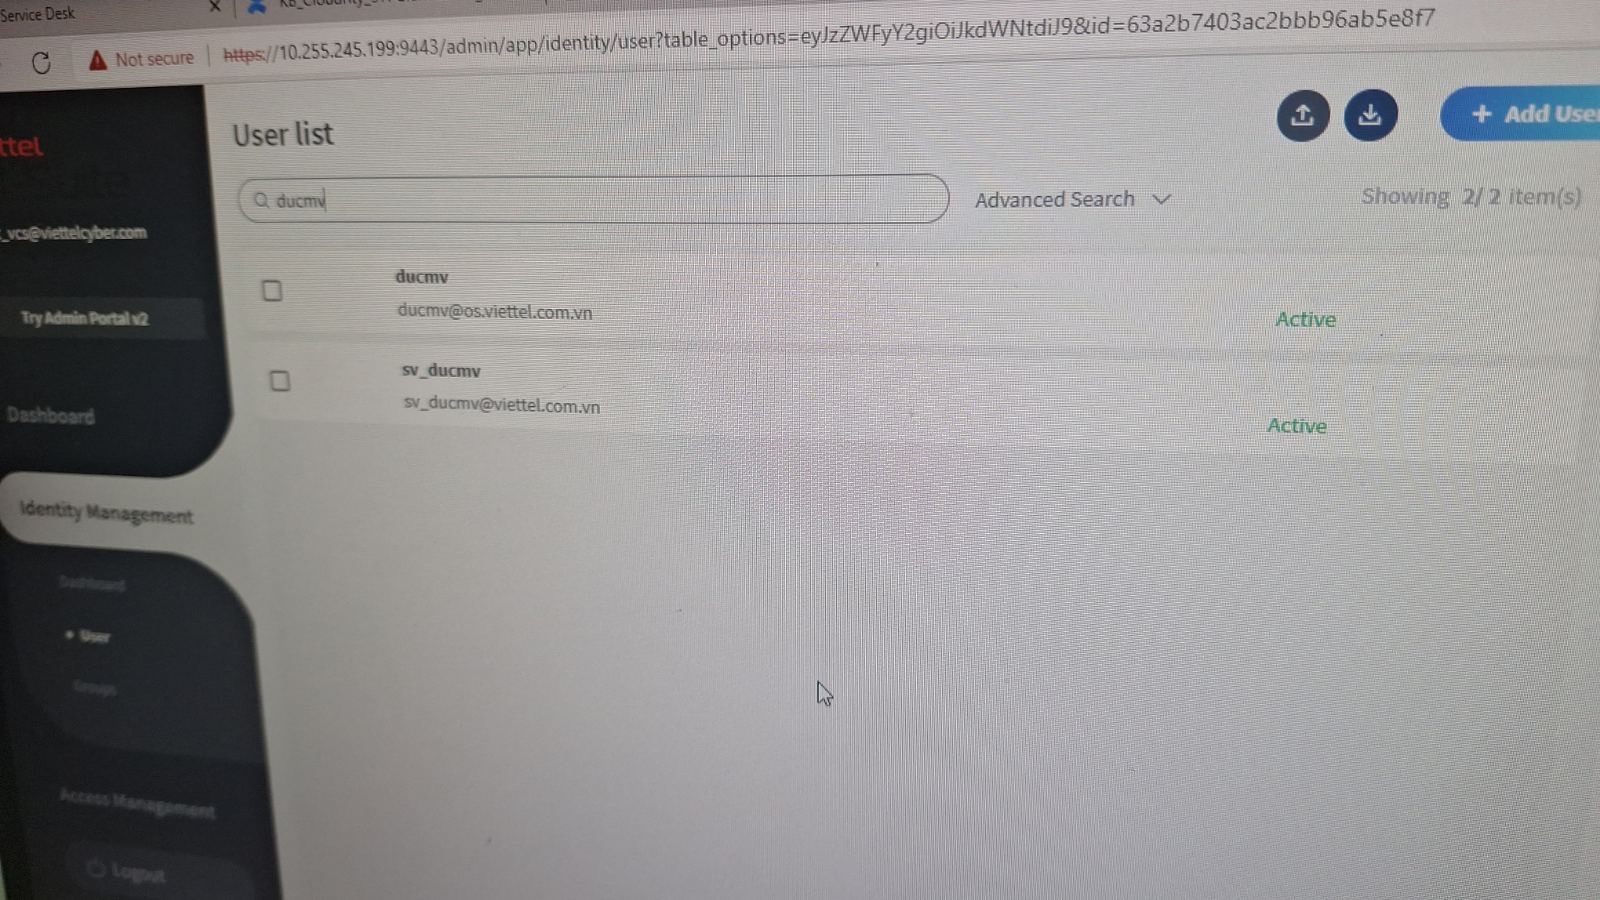 Service Desk
Not secure
https://10.255.245.199:9443/admin/app/identity/user?table_options=eyJzZWFyY2giOiJkdWNtdiJ9&id=63a2b7403ac2bbb96ab5e8f7
ttel
User list
+ Add User
ducmv
Advanced Search
Showing 2/ 2 item(s)
_vcs@viettelcyber.com
ducmv
ducmv@os.viettel.com.vn
Active
Try Admin Portal v2
sv_ducmv
sv_ducmv@viettel.com.vn
Active
Dashboard
Identity Management
Dashboard
User
Groups
Access Management
Logout